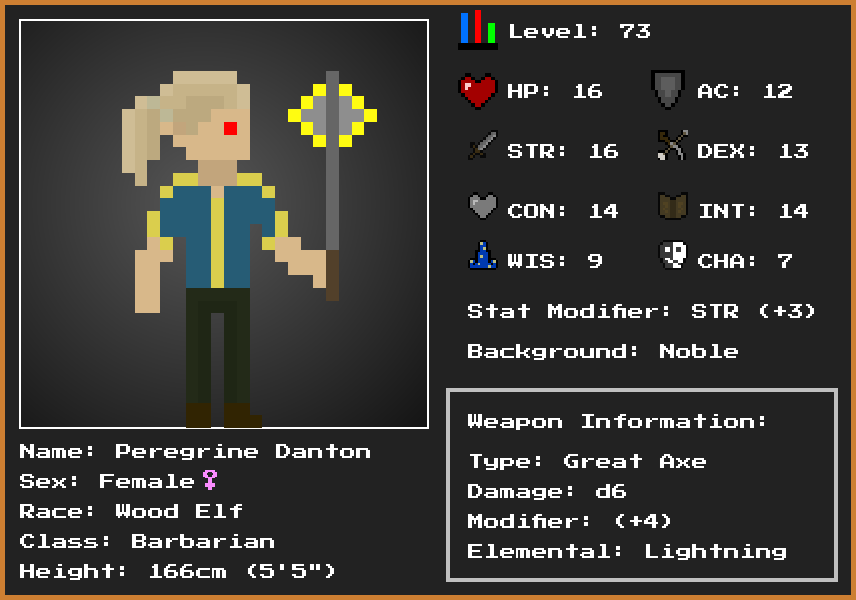 Level: 73
HP: 16
AC: 12
STR: 16
DEX: 13
CON: 14
INT: 14
WIS: 9
CHA: 7
Stat Modifier: STR (+3)
Background: Noble
Weapon Information:
Type: Great Axe
Damage: d6
Modifier: (+4)
Elemental: Lightning
Name: Peregrine Danton
Sex: Female♀
Race: Wood Elf
Class: Barbarian
Height: 166cm (5'5")